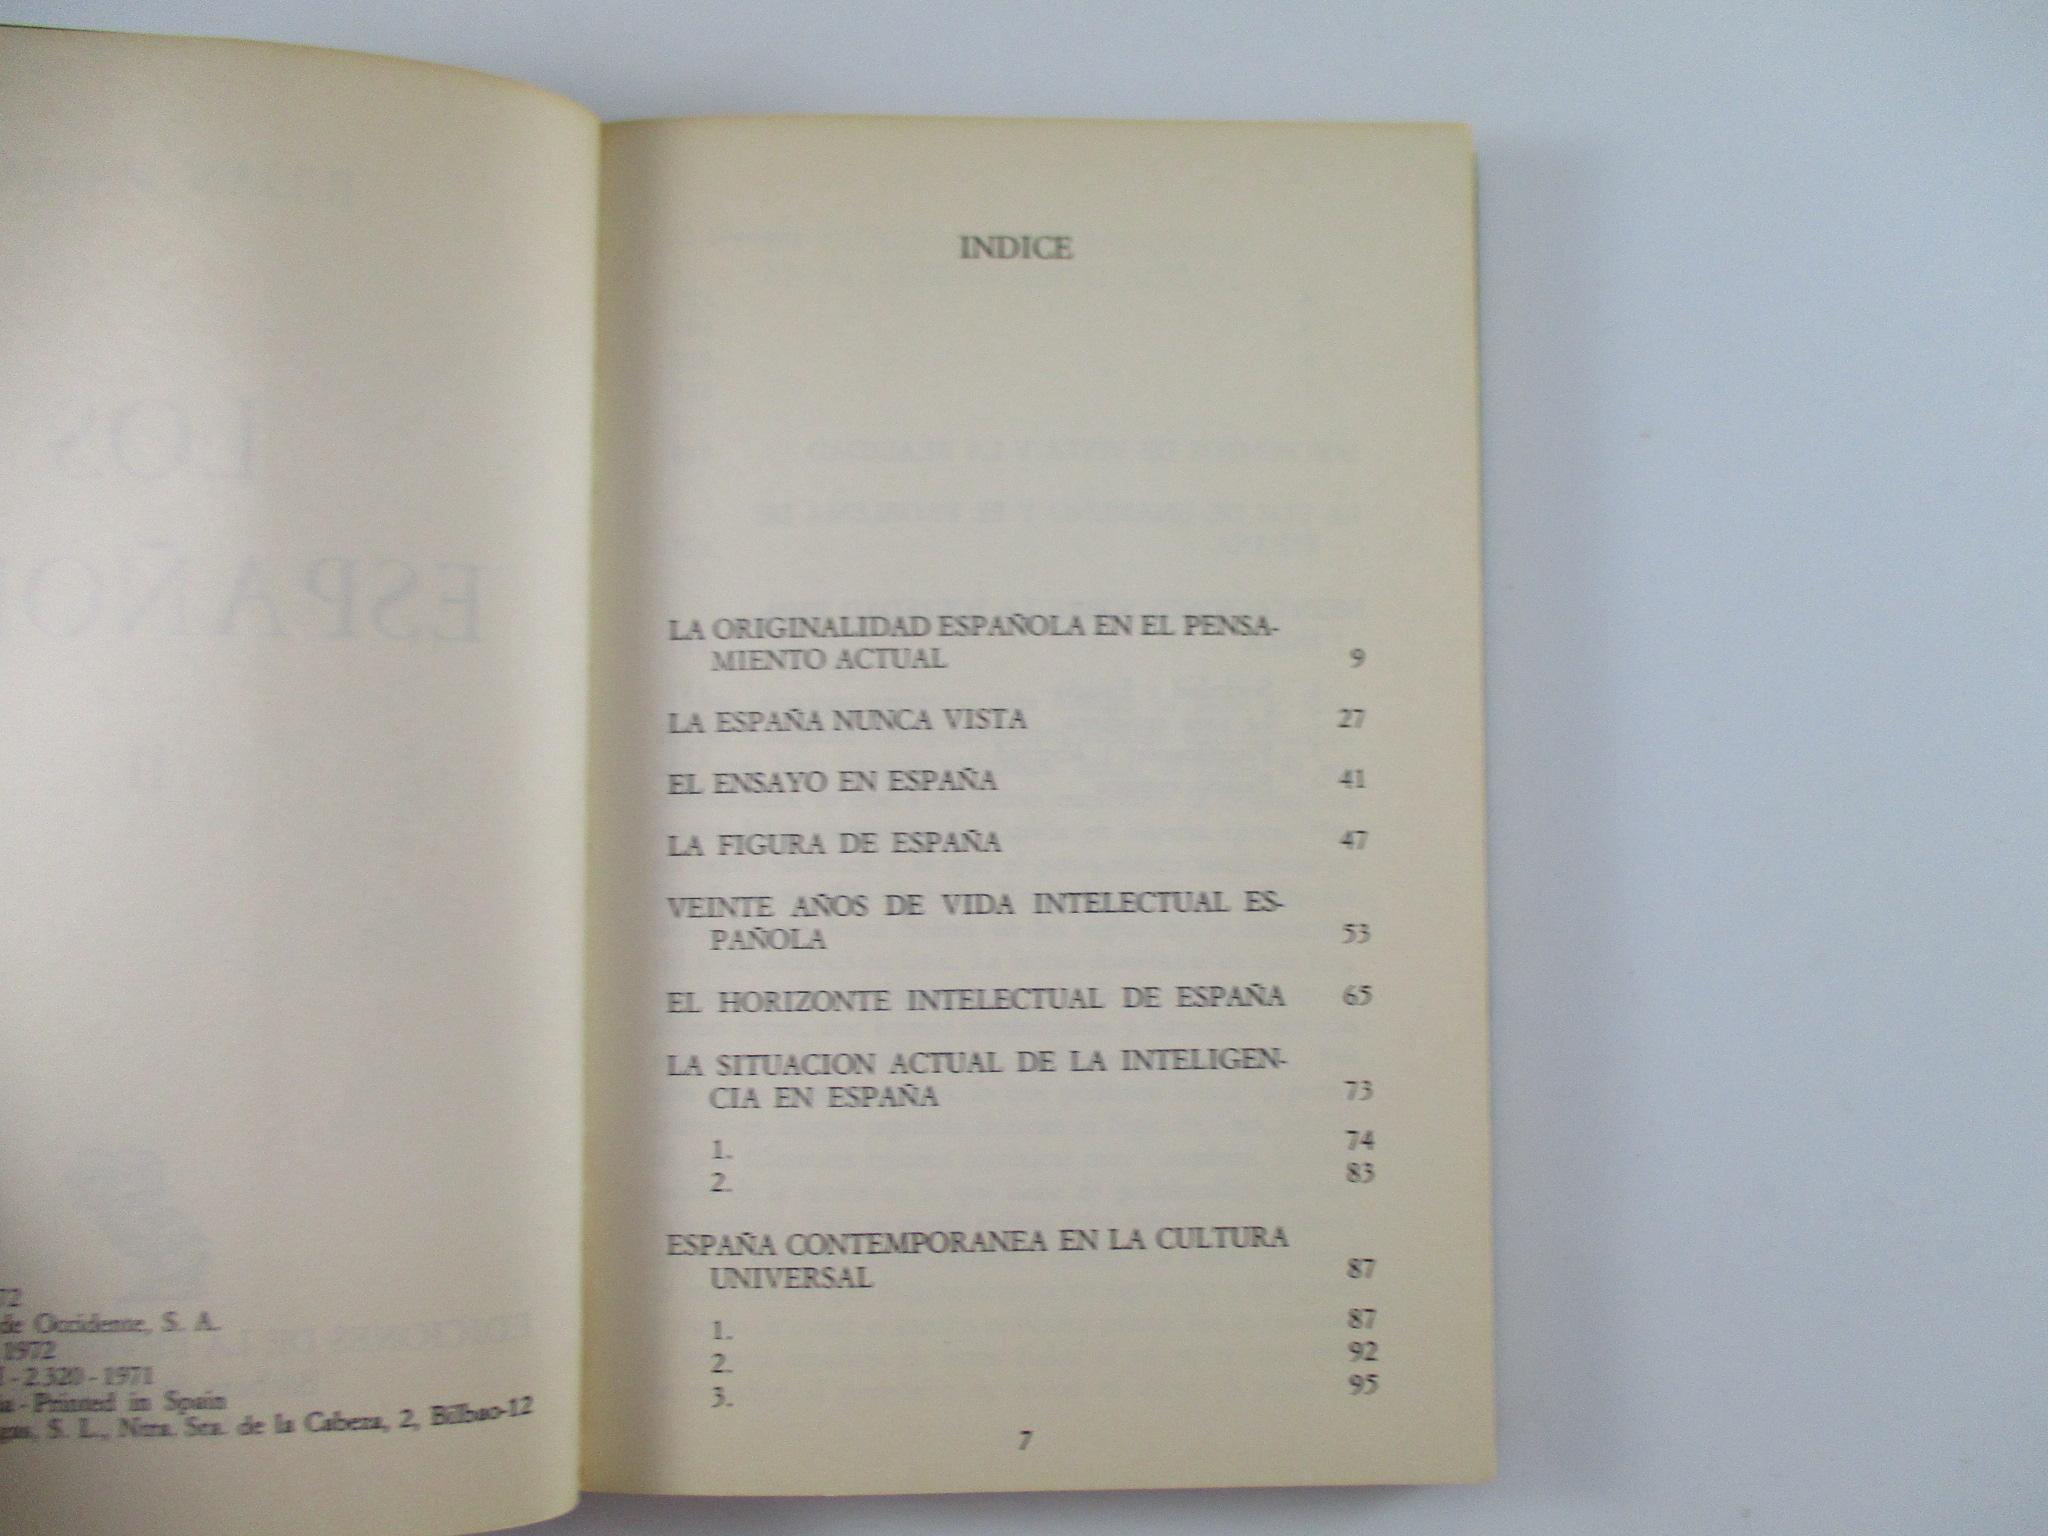 72
de Occidente, S. A.
1972
- 2.320 - 1971
Printed in Spain
S. L., Ntra. Sra. de la Cabeza, 2, Bilbao-12
INDICE
LA ORIGINALIDAD ESPAÑOLA EN EL PENSA-
MIENTO ACTUAL 9
LA ESPAÑA NUNCA VISTA 27
EL ENSAYO EN ESPAÑA 41
LA FIGURA DE ESPAÑA 47
VEINTE AÑOS DE VIDA INTELECTUAL ES-
PAÑOLA 53
EL HORIZONTE INTELECTUAL DE ESPAÑA 65
LA SITUACION ACTUAL DE LA INTELIGEN-
CIA EN ESPAÑA 73
1. 74
2. 83
ESPAÑA CONTEMPORANEA EN LA CULTURA
UNIVERSAL 87
1. 87
2. 92
3. 95
7